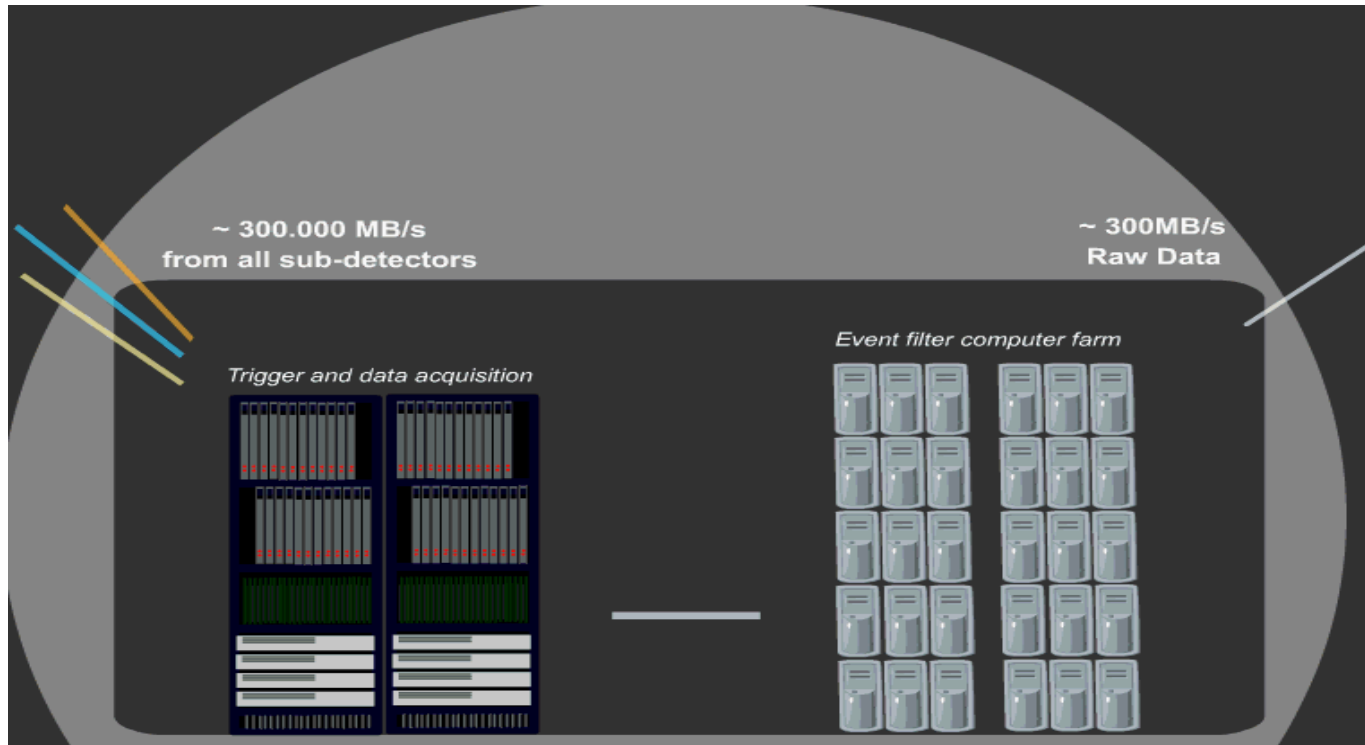 ~ 300.000 MB/s
from all sub-detectors
~ 300MB/s
Raw Data
Trigger and data acquisition
Event filter computer farm